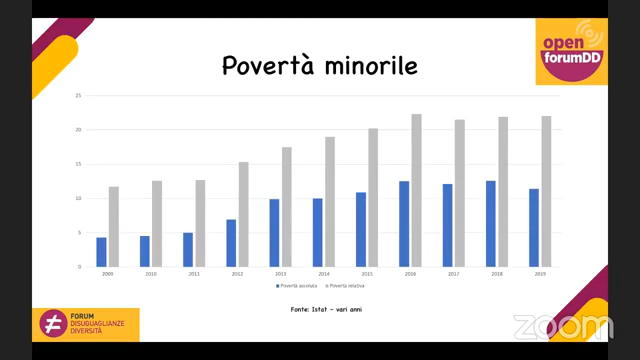 open
forumDD
Povertà minorile
25
20
15
10
5
0
2009 2010 2011 2012 2013 2014 2015 2016 2017 2018 2019
Povertà assoluta Povertà relativa
Fonte: Istat - vari anni
≠ FORUM
DISUGUAGLIANZE
DIVERSITÀ
zoom